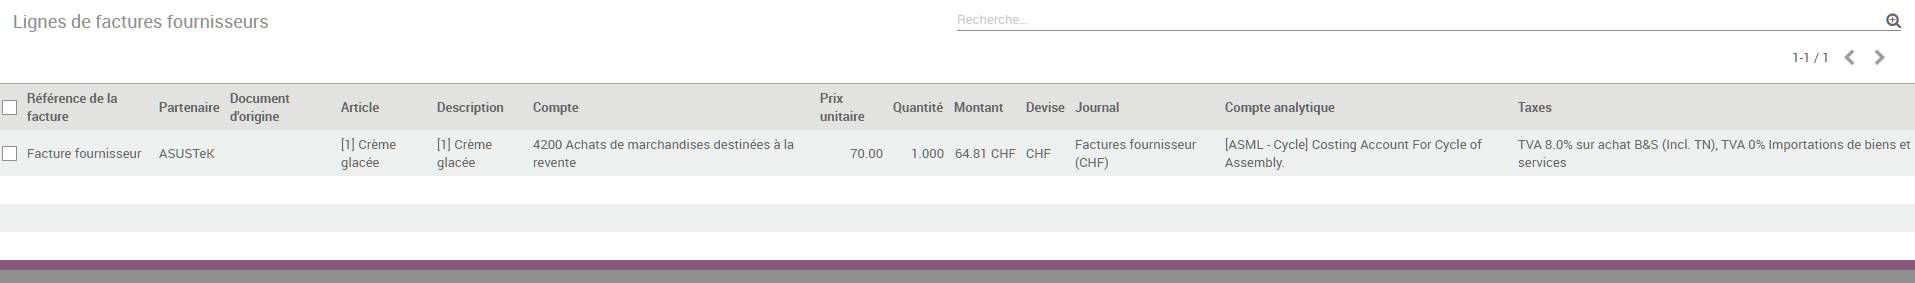 Lignes de factures fournisseurs
Recherche...
1-1 / 1
Référence de la facture Partenaire Document d'origine Article Description Compte Prix unitaire Quantité Montant Devise Journal Compte analytique Taxes
Facture fournisseur ASUSTeK [1] Crème glacée [1] Crème glacée 4200 Achats de marchandises destinées à la revente 70.00 1.000 64.81 CHF CHF Factures fournisseur (CHF) [ASML - Cycle] Costing Account For Cycle of Assembly. TVA 8.0% sur achat B&S (Incl. TN), TVA 0% Importations de biens et services